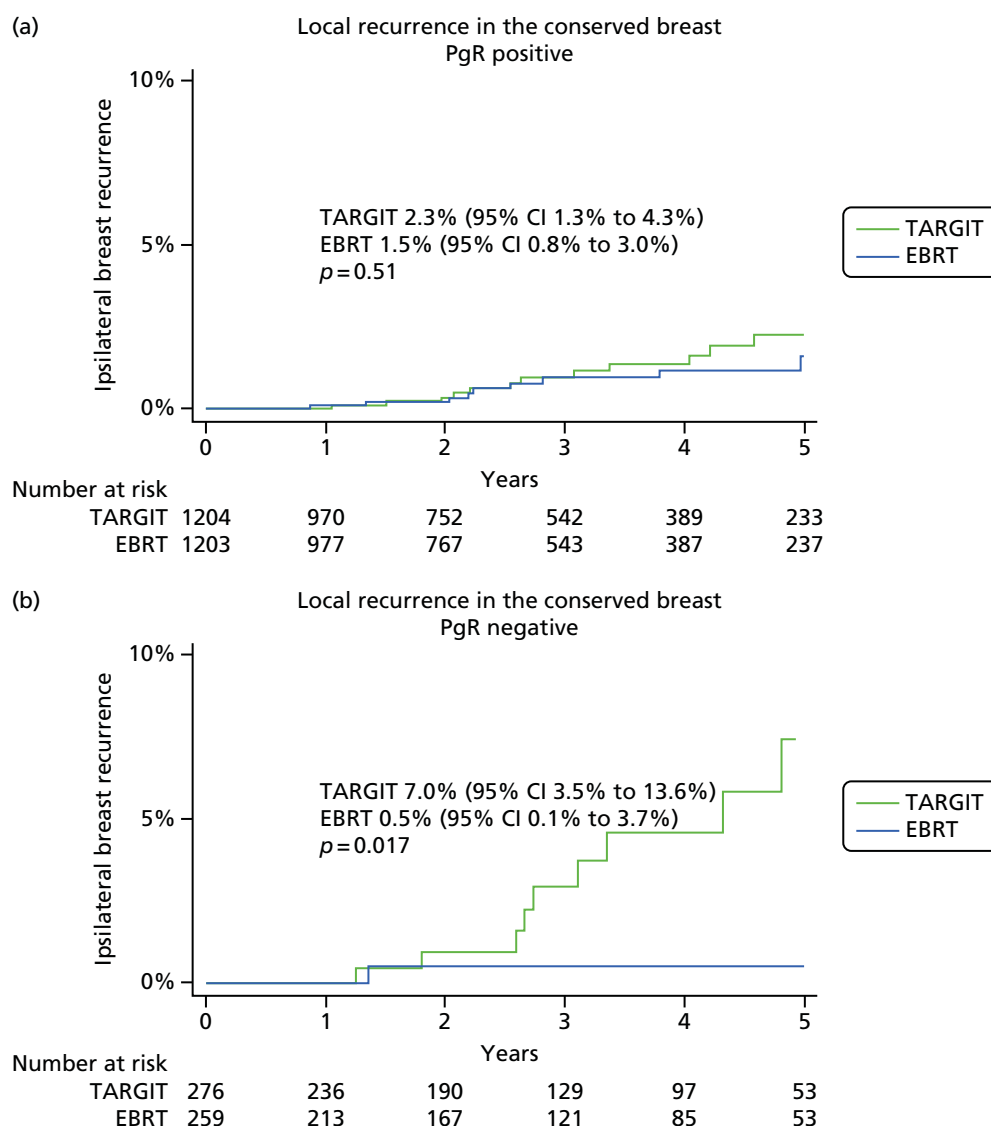 (a)
Local recurrence in the conserved breast
PgR positive
10%
5%
0%
Ipsilateral breast recurrence
TARGIT 2.3% (95% CI 1.3% to 4.3%)
EBRT 1.5% (95% CI 0.8% to 3.0%)
p=0.51
TARGIT
EBRT
0 1 2 3 4 5
Years
Number at risk
TARGIT 1204 970 752 542 389 233
EBRT 1203 977 767 543 387 237
(b)
Local recurrence in the conserved breast
PgR negative
10%
5%
0%
Ipsilateral breast recurrence
TARGIT 7.0% (95% CI 3.5% to 13.6%)
EBRT 0.5% (95% CI 0.1% to 3.7%)
p=0.017
TARGIT
EBRT
0 1 2 3 4 5
Years
Number at risk
TARGIT 276 236 190 129 97 53
EBRT 259 213 167 121 85 53